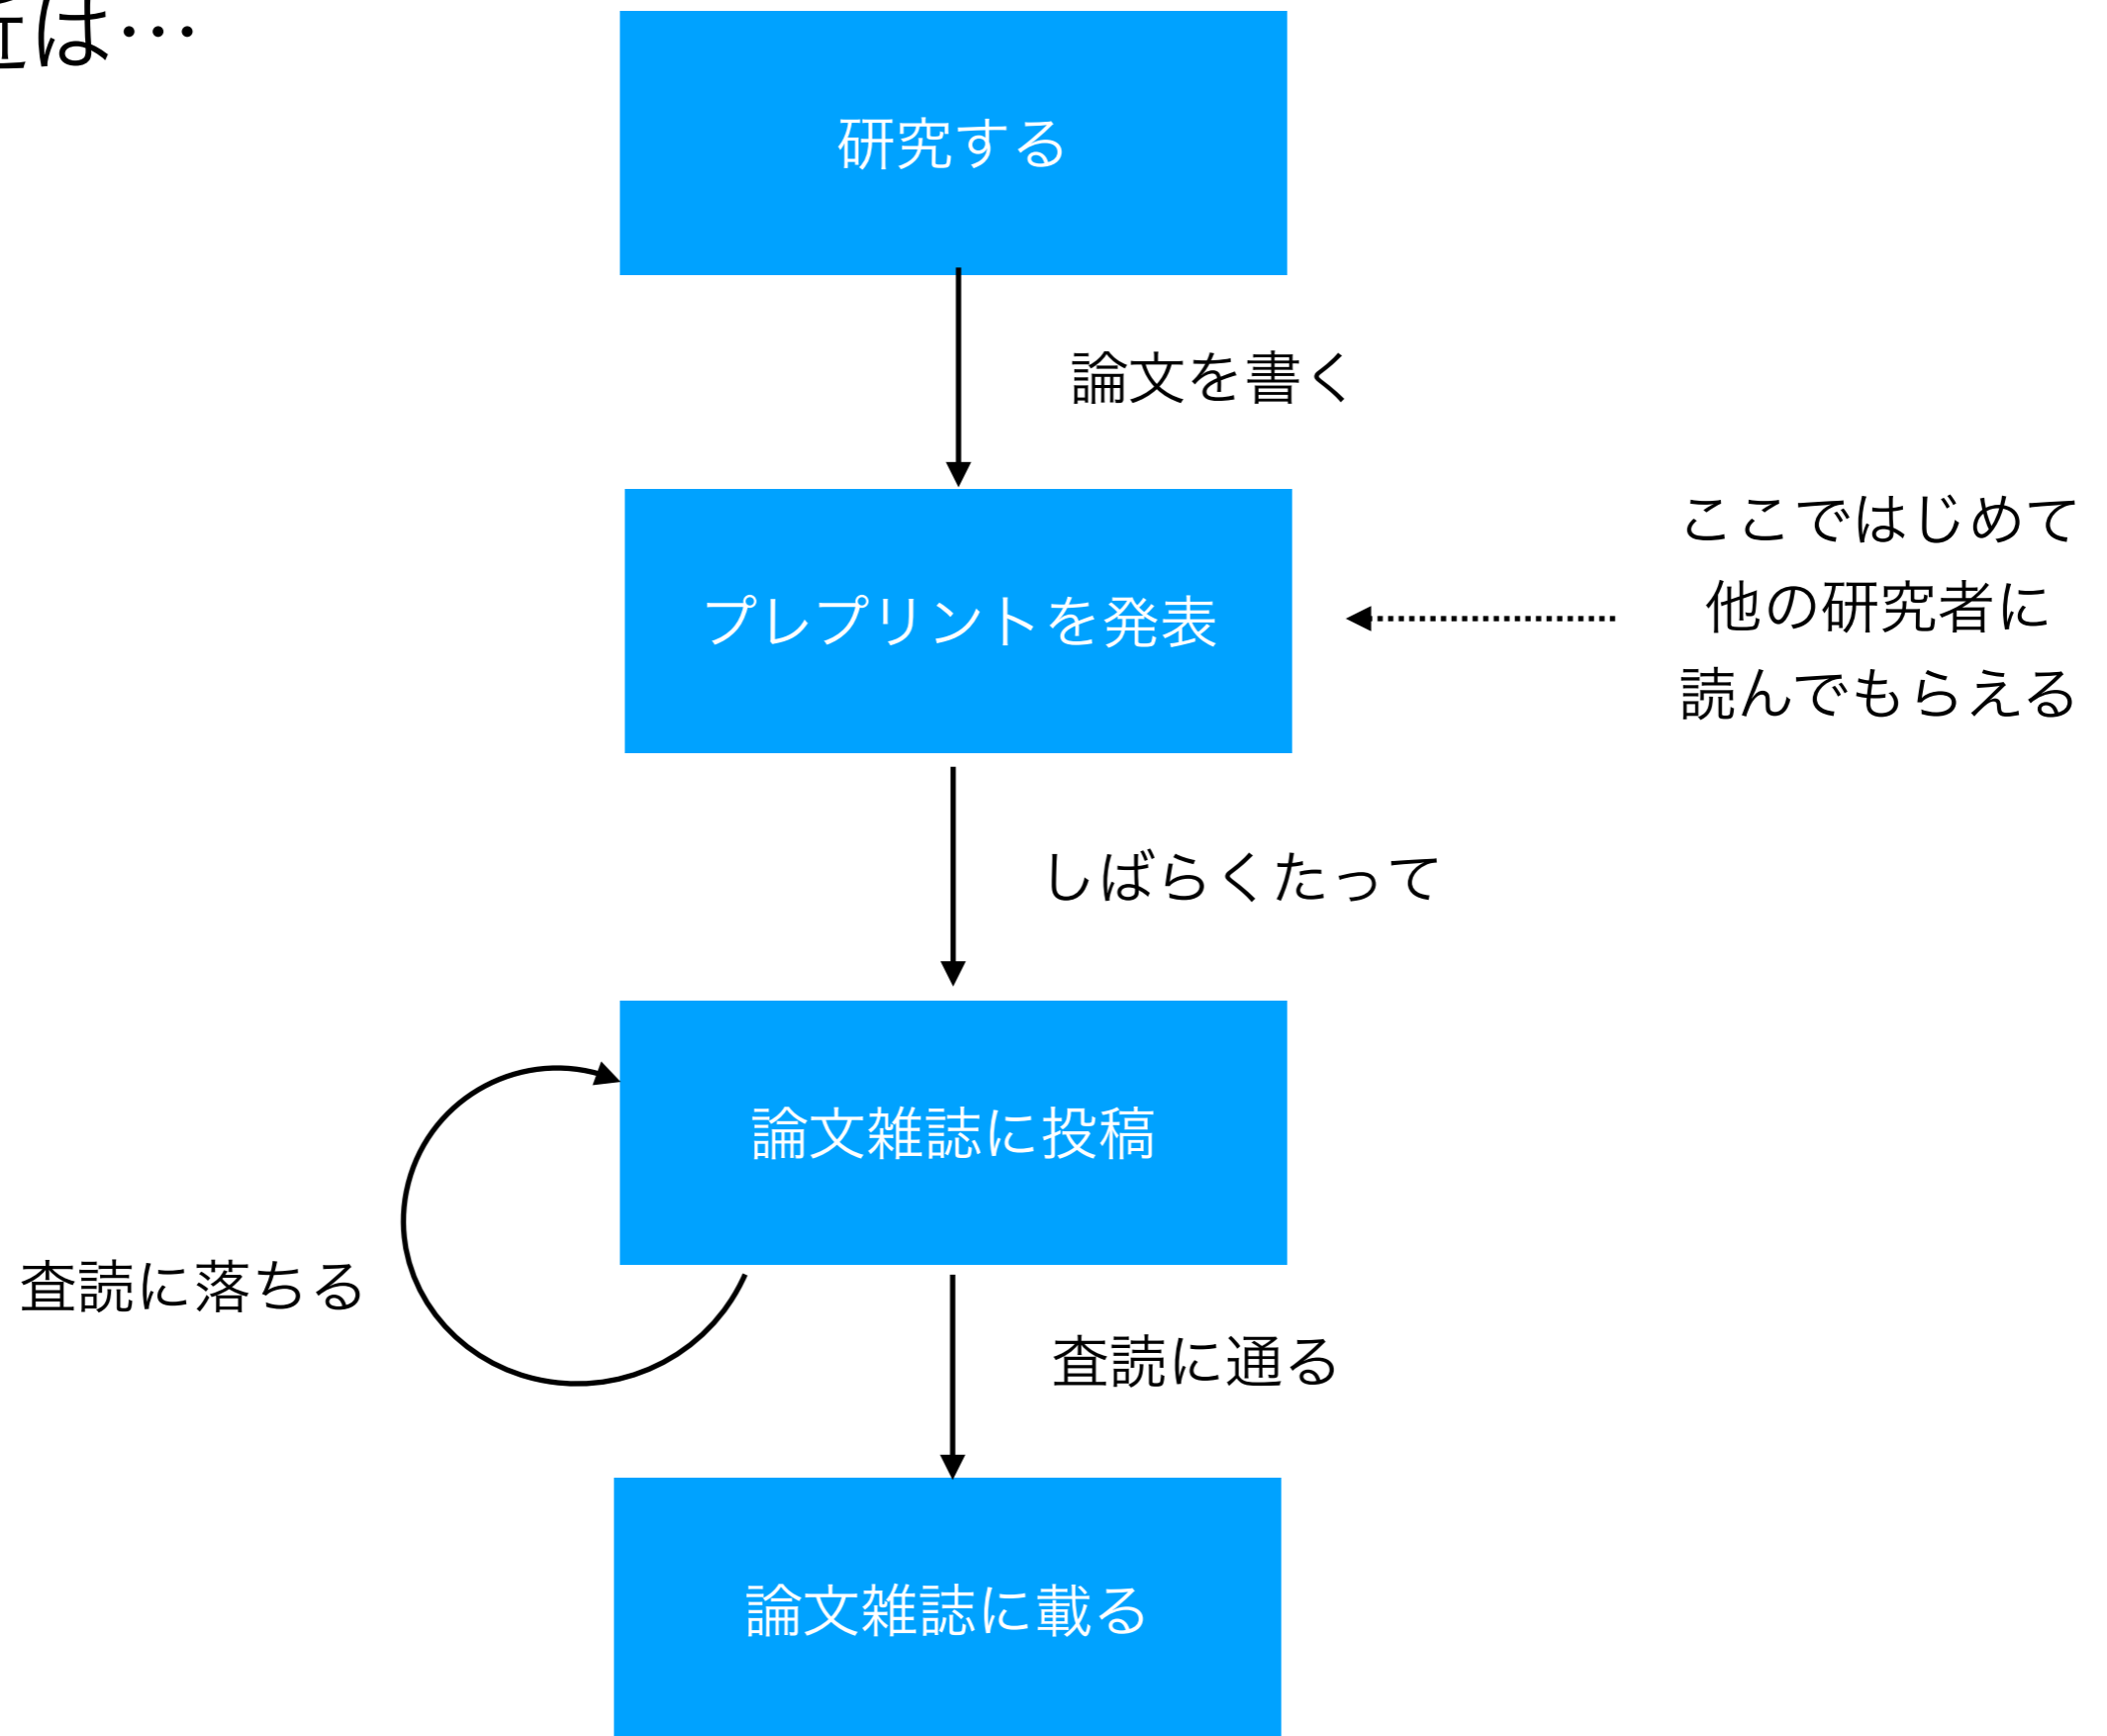 近は…
研究する
論文を書く
ここではじめて
他の研究者に
読んでもらえる
プレプリントを発表
しばらくたって
論文雑誌に投稿
査読に落ちる
査読に通る
論文雑誌に載る